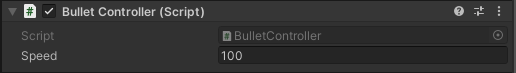 Bullet Controller (Script)
Script BulletController
Speed 100